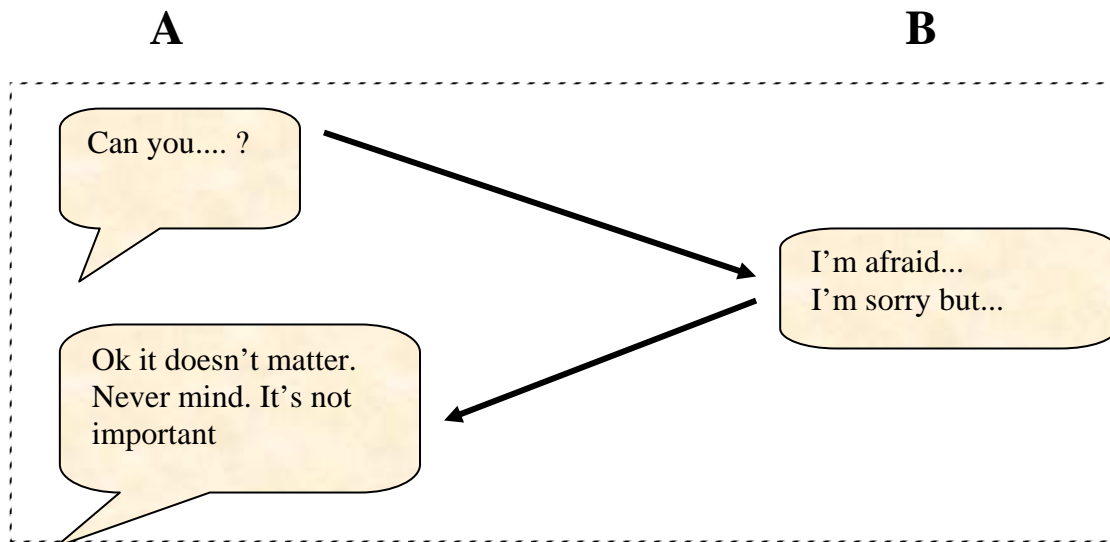 A
B
Can you.... ?
I’m afraid...
I’m sorry but...
Ok it doesn’t matter.
Never mind. It’s not
important